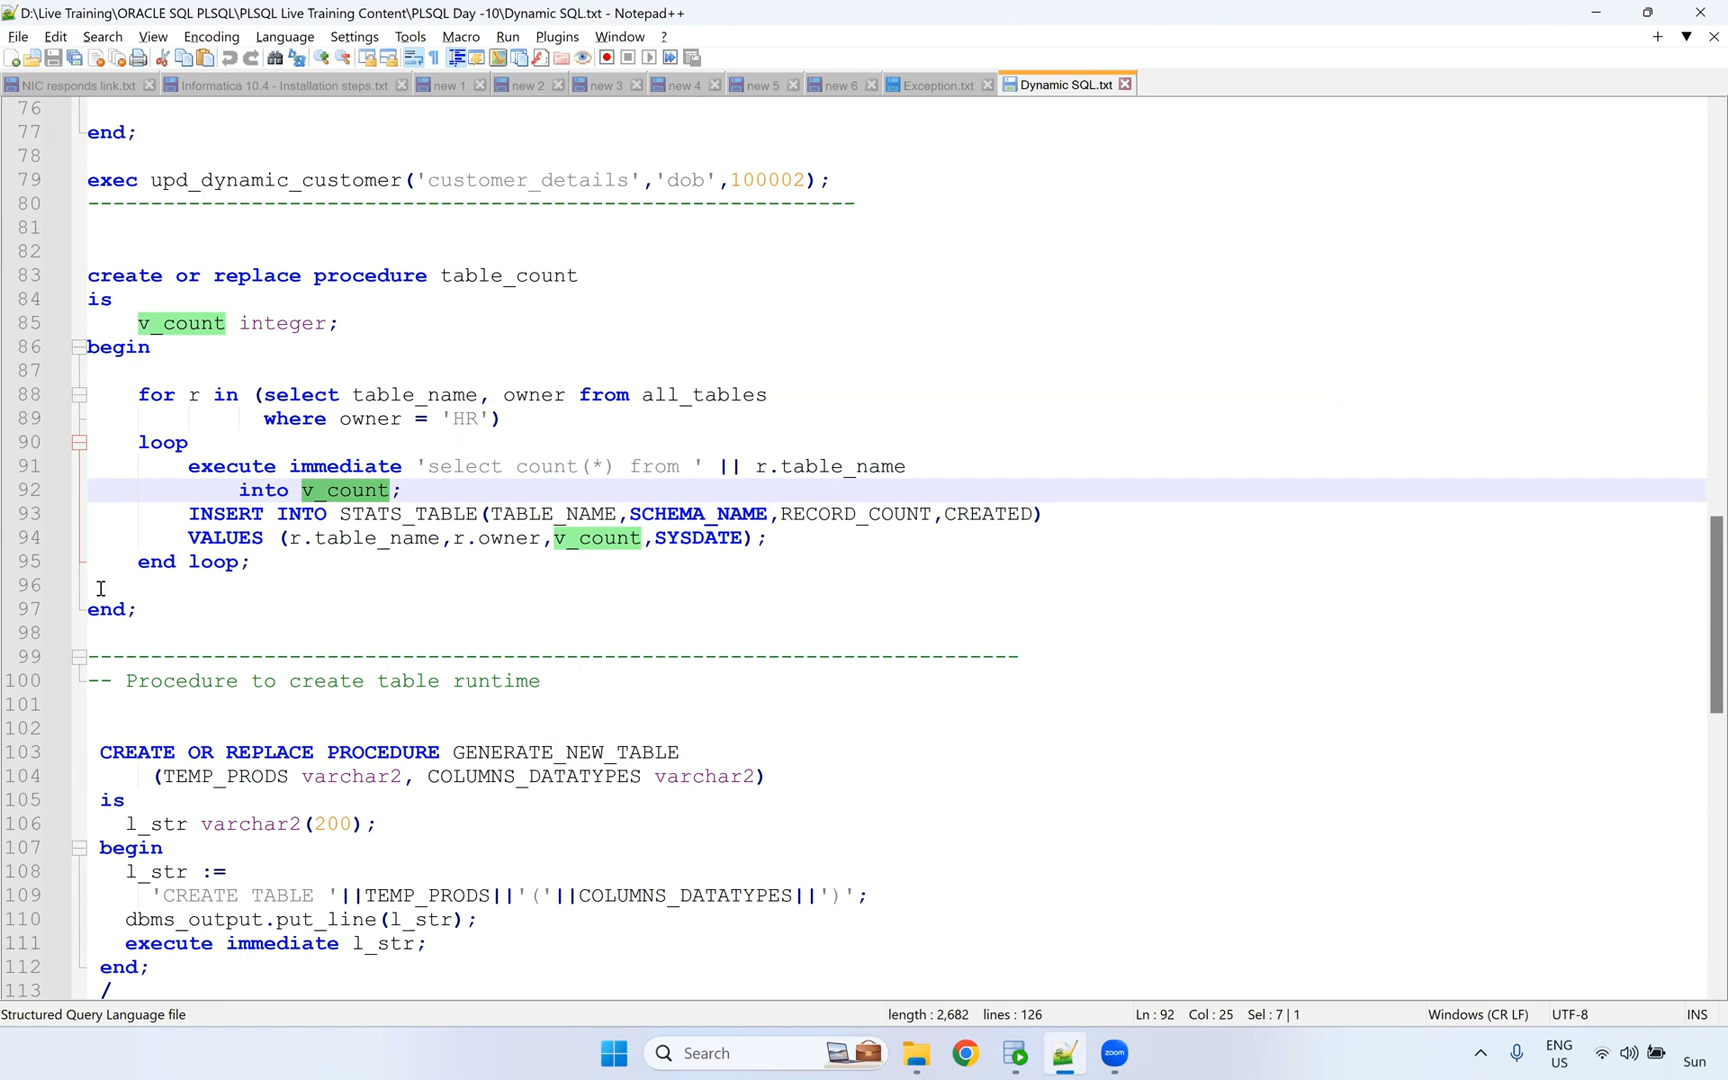 D:\Live Training\ORACLE SQL PLSQL\PLSQL Live Training Content\PLSQL Day -10\Dynamic SQL.txt - Notepad++
File Edit Search View Encoding Language Settings Tools Macro Run Plugins Window ?
NIC responds link.txt Informatica 10.4 - Installation steps.txt new 1 new 2 new 3 new 4 new 5 new 6 Exception.txt Dynamic SQL.txt
76
77 end;
78
79 exec upd_dynamic_customer('customer_details','dob',100002);
80 -------------------------------------------------------------
81
82
83 create or replace procedure table_count
84 is
85 v_count integer;
86 begin
87
88 for r in (select table_name, owner from all_tables
89 where owner = 'HR')
90 loop
91 execute immediate 'select count(*) from ' || r.table_name
92 into v_count;
93 INSERT INTO STATS_TABLE(TABLE_NAME,SCHEMA_NAME,RECORD_COUNT,CREATED)
94 VALUES (r.table_name,r.owner,v_count,SYSDATE);
95 end loop;
96
97 end;
98
99 --------------------------------------------------------------------------
100 -- Procedure to create table runtime
101
102
103 CREATE OR REPLACE PROCEDURE GENERATE_NEW_TABLE
104 (TEMP_PRODS varchar2, COLUMNS_DATATYPES varchar2)
105 is
106 l_str varchar2(200);
107 begin
108 l_str :=
109 'CREATE TABLE '||TEMP_PRODS||'('||COLUMNS_DATATYPES||')';
110 dbms_output.put_line(l_str);
111 execute immediate l_str;
112 end;
113 /
Structured Query Language file length : 2,682 lines : 126 Ln : 92 Col : 25 Sel : 7 | 1 Windows (CR LF) UTF-8 INS
Search zoom ENG US Sun